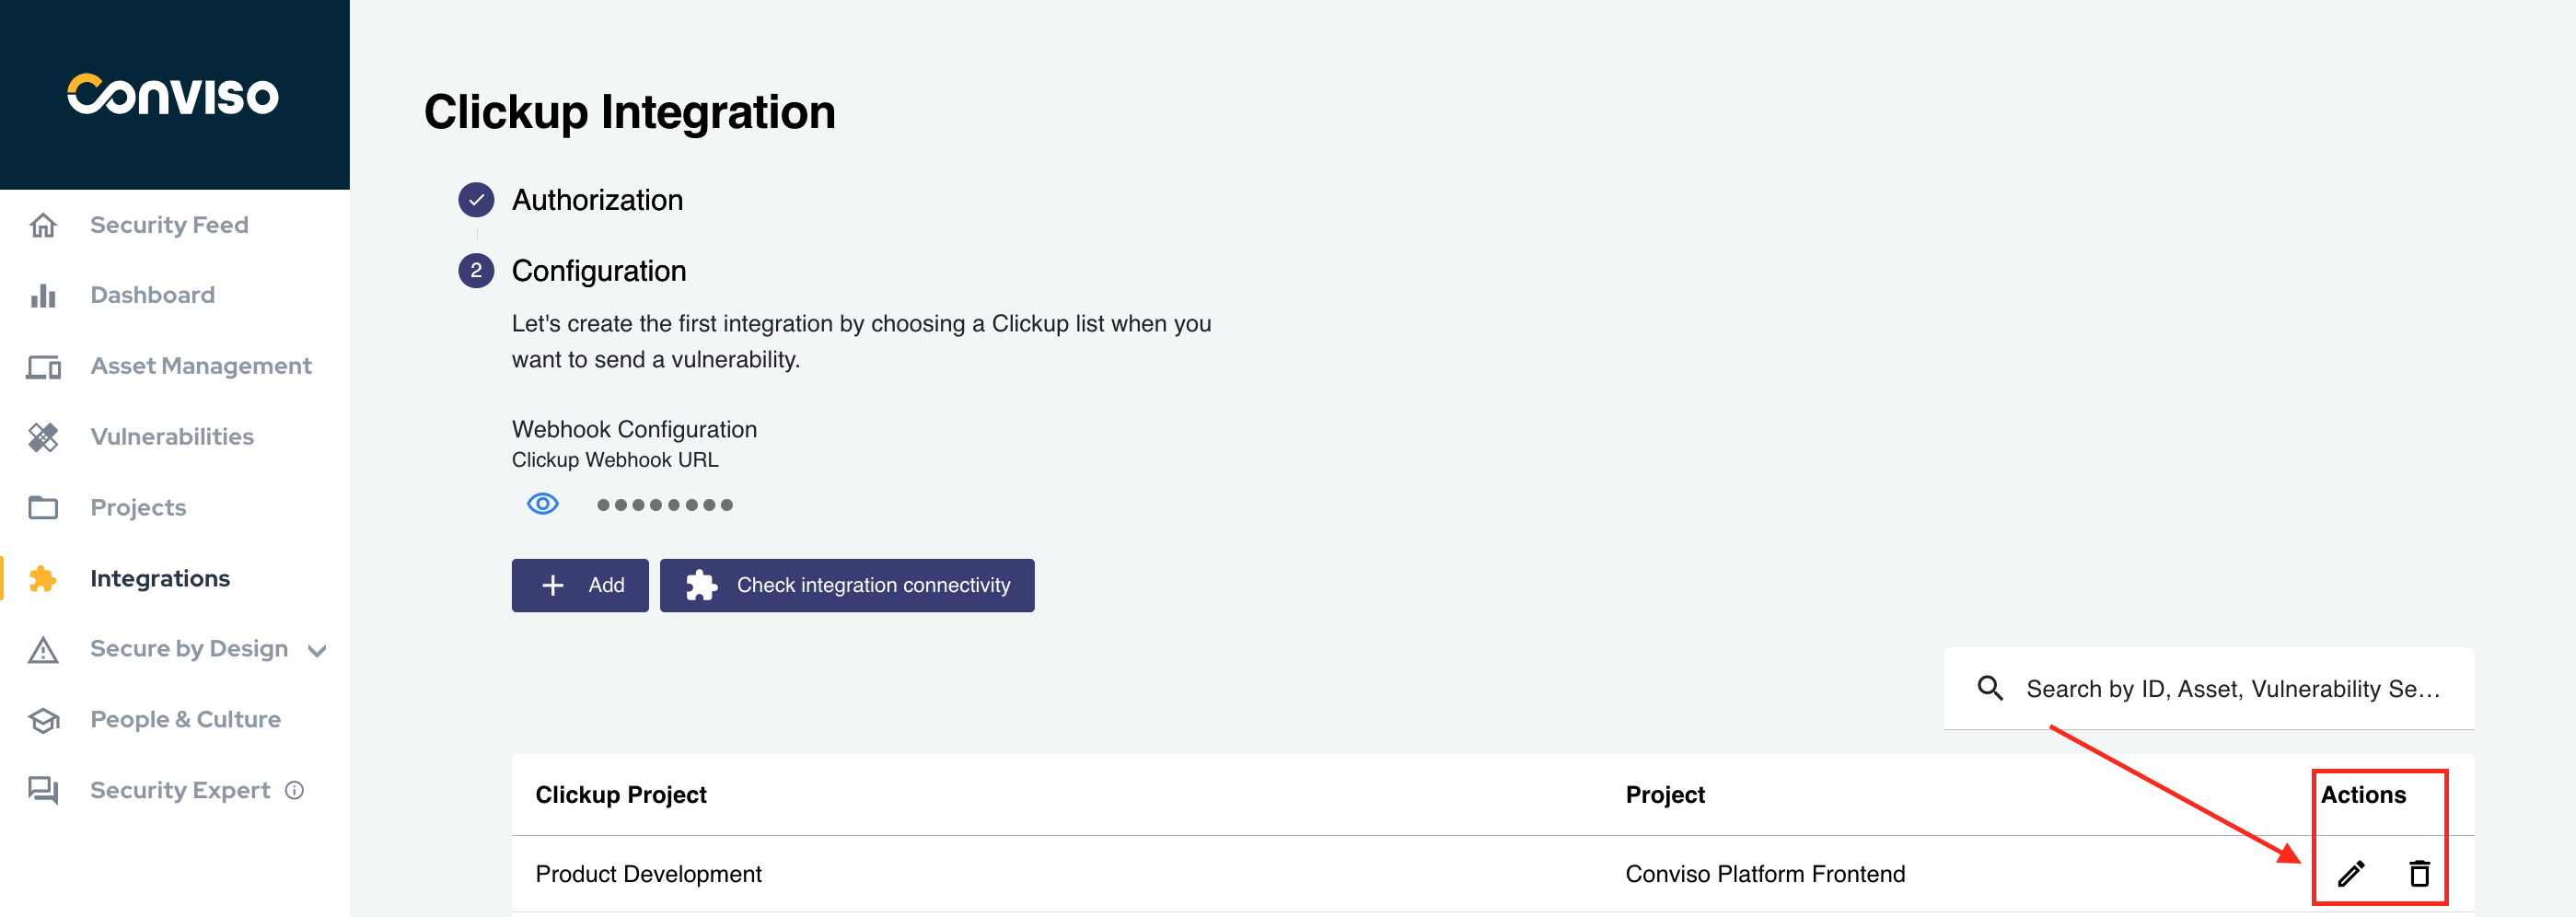 Conviso
Security Feed
Dashboard
Asset Management
Vulnerabilities
Projects
Integrations
Secure by Design
People & Culture
Security Expert
Clickup Integration
Authorization
2 Configuration
Let's create the first integration by choosing a Clickup list when you
want to send a vulnerability.
Webhook Configuration
Clickup Webhook URL
Add
Check integration connectivity
Search by ID, Asset, Vulnerability Se...
Clickup Project Project Actions
Product Development Conviso Platform Frontend